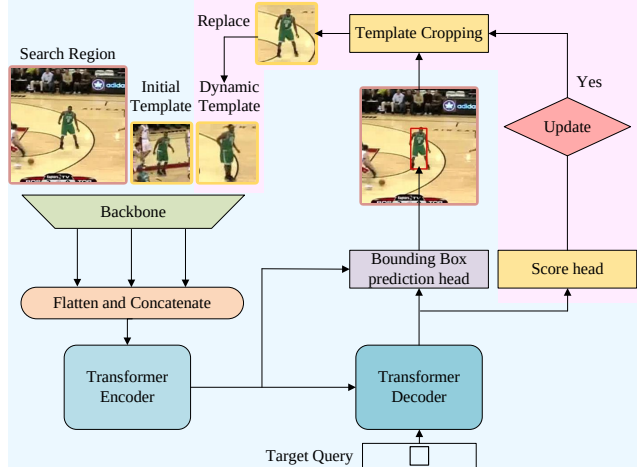 Replace
Template Cropping
Search Region
Initial
Template
Dynamic
Template
Yes
Update
Backbone
Bounding Box
prediction head
Score head
Flatten and Concatenate
Transformer
Encoder
Transformer
Decoder
Target Query